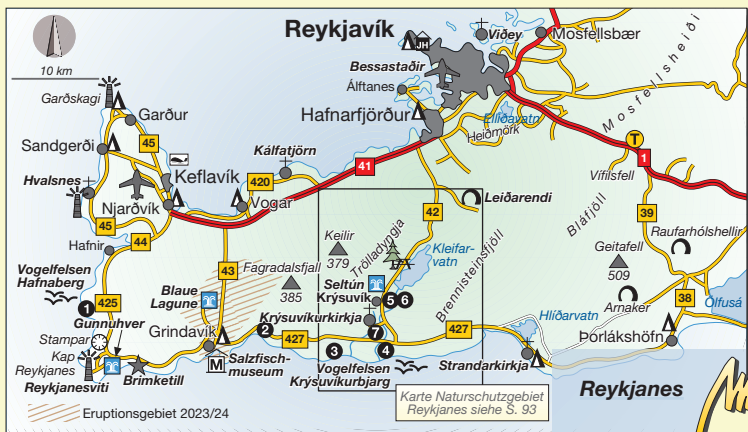 Reykjavík
JH
Viðey
Mosfellsbær
10 km
Bessastaðir
Álftanes
Mosfellsheiði
Garðskagi
Garður
Hafnarfjörður
Elliðavatn
Heiðmörk
Sandgerði
45
Kálfatjörn
41
T
1
Vífilsfell
Hvalsnes
Keflavík
420
Leiðarendi
Njarðvík
Vogar
42
39
45
44
Bláfjöll
Raufarhólshellir
Hafnir
Keilir
379
Trölladyngja
Kleifar-
vatn
Geitafell
509
Vogelfelsen
Hafnaberg
43
Fagradalsfjall
385
Seltún
Krýsuvík
Brennisteinsfjöll
38
Ölfusá
1
425
Blaue
Lagune
5 6
Arnaker
Gunnuhver
Krýsuvíkurkirkja
Hlíðarvatn
Stampar
Grindavík
2
427
7
427
Þorlákshöfn
Kap
Reykjanes
3
4
Reykjanesviti
Brimketill
M
Salzfisch-
museum
Vogelfelsen
Krýsuvíkurbjarg
Strandarkirkja
Eruptionsgebiet 2023/24
Karte Naturschutzgebiet
Reykjanes siehe S. 93
Reykjanes